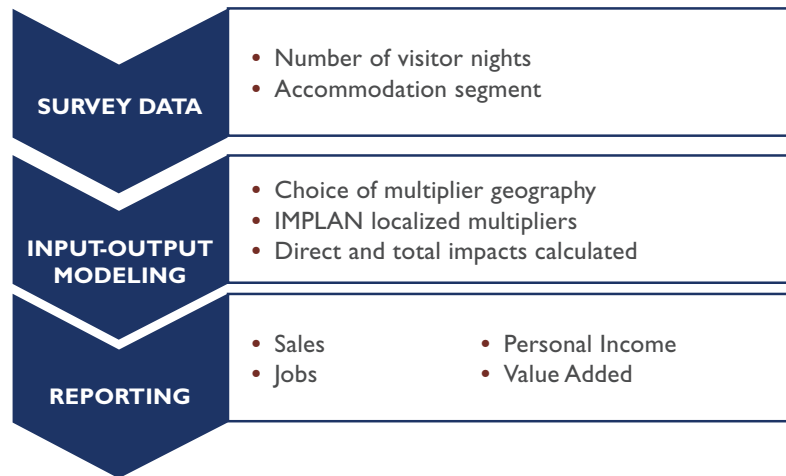 SURVEY DATA
• Number of visitor nights
• Accommodation segment
INPUT-OUTPUT
MODELING
• Choice of multiplier geography
• IMPLAN localized multipliers
• Direct and total impacts calculated
REPORTING
• Sales
• Jobs
• Personal Income
• Value Added